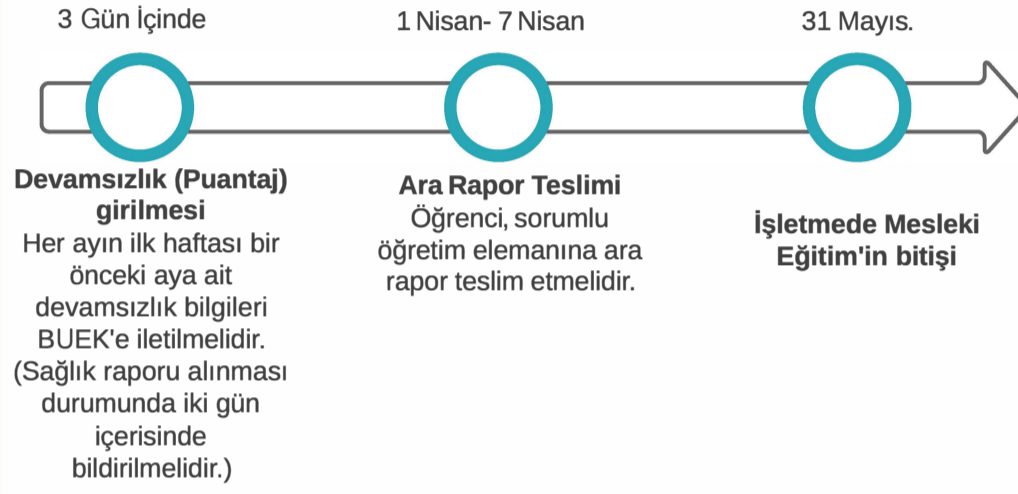 3 Gün İçinde
Devamsızlık (Puantaj)
girilmesi
Her ayın ilk haftası bir
önceki aya ait
devamsızlık bilgileri
BUEK'e iletilmelidir.
(Sağlık raporu alınması
durumunda iki gün
içerisinde
bildirilmelidir.)
1 Nisan- 7 Nisan
Ara Rapor Teslimi
Öğrenci, sorumlu
öğretim elemanına ara
rapor teslim etmelidir.
31 Mayıs.
İşletmede Mesleki
Eğitim'in bitişi